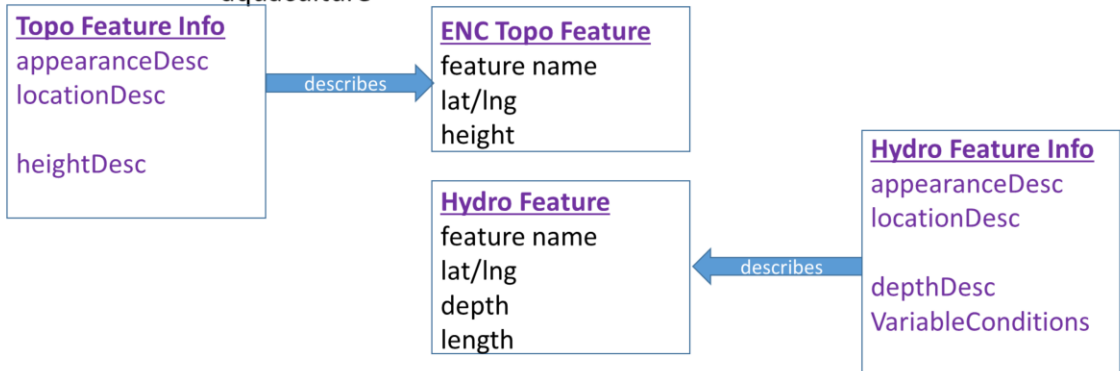 Topo Feature Info
appearanceDesc
locationDesc
heightDesc
describes
ENC Topo Feature
feature name
lat/lng
height
Hydro Feature
feature name
lat/lng
depth
length
describes
Hydro Feature Info
appearanceDesc
locationDesc
depthDesc
VariableConditions